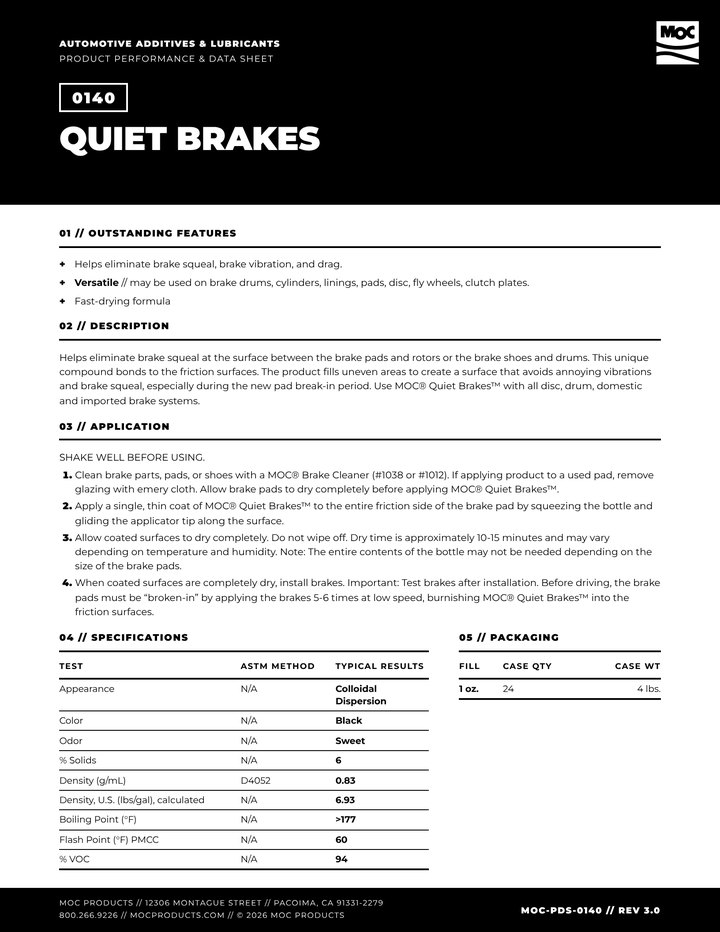 AUTOMOTIVE ADDITIVES & LUBRICANTS
PRODUCT PERFORMANCE & DATA SHEET
MOC
0140
QUIET BRAKES
01 // OUTSTANDING FEATURES
+ Helps eliminate brake squeal, brake vibration, and drag.
+ Versatile // may be used on brake drums, cylinders, linings, pads, disc, fly wheels, clutch plates.
+ Fast-drying formula
02 // DESCRIPTION
Helps eliminate brake squeal at the surface between the brake pads and rotors or the brake shoes and drums. This unique
compound bonds to the friction surfaces. The product fills uneven areas to create a surface that avoids annoying vibrations
and brake squeal, especially during the new pad break-in period. Use MOC® Quiet Brakes™ with all disc, drum, domestic
and imported brake systems.
03 // APPLICATION
SHAKE WELL BEFORE USING.
1. Clean brake parts, pads, or shoes with a MOC® Brake Cleaner (#1038 or #1012). If applying product to a used pad, remove
glazing with emery cloth. Allow brake pads to dry completely before applying MOC® Quiet Brakes™.
2. Apply a single, thin coat of MOC® Quiet Brakes™ to the entire friction side of the brake pad by squeezing the bottle and
gliding the applicator tip along the surface.
3. Allow coated surfaces to dry completely. Do not wipe off. Dry time is approximately 10-15 minutes and may vary
depending on temperature and humidity. Note: The entire contents of the bottle may not be needed depending on the
size of the brake pads.
4. When coated surfaces are completely dry, install brakes. Important: Test brakes after installation. Before driving, the brake
pads must be “broken-in” by applying the brakes 5-6 times at low speed, burnishing MOC® Quiet Brakes™ into the
friction surfaces.
04 // SPECIFICATIONS
TEST ASTM METHOD TYPICAL RESULTS
Appearance N/A Colloidal
Dispersion
Color N/A Black
Odor N/A Sweet
% Solids N/A 6
Density (g/mL) D4052 0.83
Density, U.S. (lbs/gal), calculated N/A 6.93
Boiling Point (°F) N/A >177
Flash Point (°F) PMCC N/A 60
% VOC N/A 94
05 // PACKAGING
FILL CASE QTY CASE WT
1 oz. 24 4 lbs.
MOC PRODUCTS // 12306 MONTAGUE STREET // PACOIMA, CA 91331-2279
800.266.9226 // MOCPRODUCTS.COM // © 2026 MOC PRODUCTS
MOC-PDS-0140 // REV 3.0